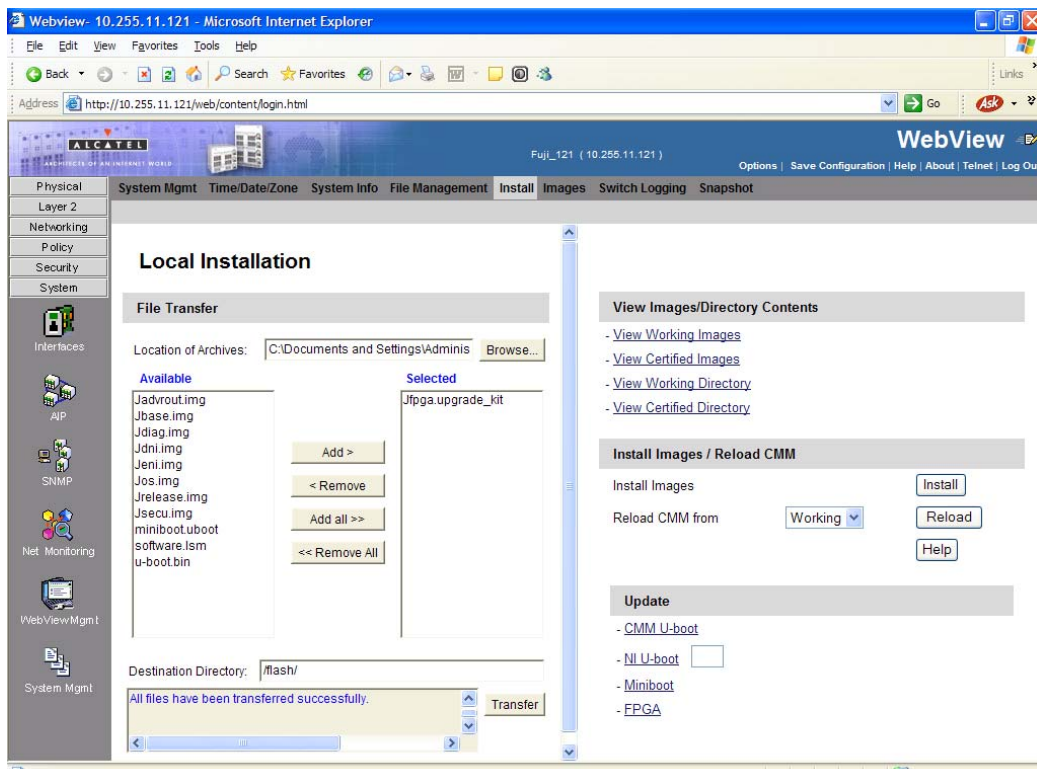 Webview- 10.255.11.121 - Microsoft Internet Explorer
File Edit View Favorites Tools Help
Back Search Favorites
Links
Address http://10.255.11.121/web/content/login.html Go Ask
ALCATEL
ARCHITECTS OF AN INTERNET WORLD
Fuji_121 ( 10.255.11.121 )
WebView
Options | Save Configuration | Help | About | Telnet | Log Ou
Physical
Layer 2
Networking
Policy
Security
System
Interfaces
AIP
SNMP
Net Monitoring
WebViewMgmt
System Mgmt
System Mgmt Time/Date/Zone System Info File Management Install Images Switch Logging Snapshot
Local Installation
File Transfer
Location of Archives: C:\Documents and Settings\Adminis Browse...
Available
Jadvrout.img
Jbase.img
Jdiag.img
Jdni.img
Jeni.img
Jos.img
Jrelease.img
Jsecu.img
miniboot.uboot
software.lsm
u-boot.bin
Add >
< Remove
Add all >>
<< Remove All
Selected
Jfpga.upgrade_kit
Destination Directory: /flash/
All files have been transferred successfully.
Transfer
View Images/Directory Contents
- View Working Images
- View Certified Images
- View Working Directory
- View Certified Directory
Install Images / Reload CMM
Install Images Install
Reload CMM from Working Reload
Help
Update
- CMM U-boot
- NI U-boot
- Miniboot
- FPGA